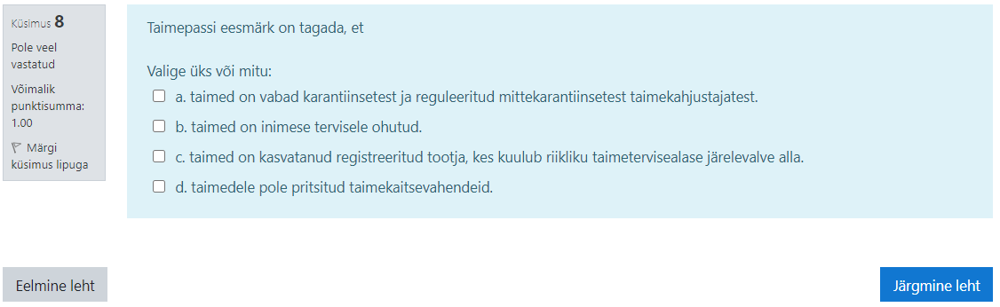 Küsimus 8
Pole veel
vastatud
Võimalik
punktisumma:
1.00
Märgi
küsimus lipuga
Taimepassi eesmärk on tagada, et
Valige üks või mitu:
a. taimed on vabad karantiinsetest ja reguleeritud mittekarantiinsetest taimekahjustajatest.
b. taimed on inimese tervisele ohutud.
c. taimed on kasvatanud registreeritud tootja, kes kuulub riikliku taimetervisealase järelevalve alla.
d. taimedele pole pritsitud taimekaitsevahendeid.
Eelmine leht
Järgmine leht